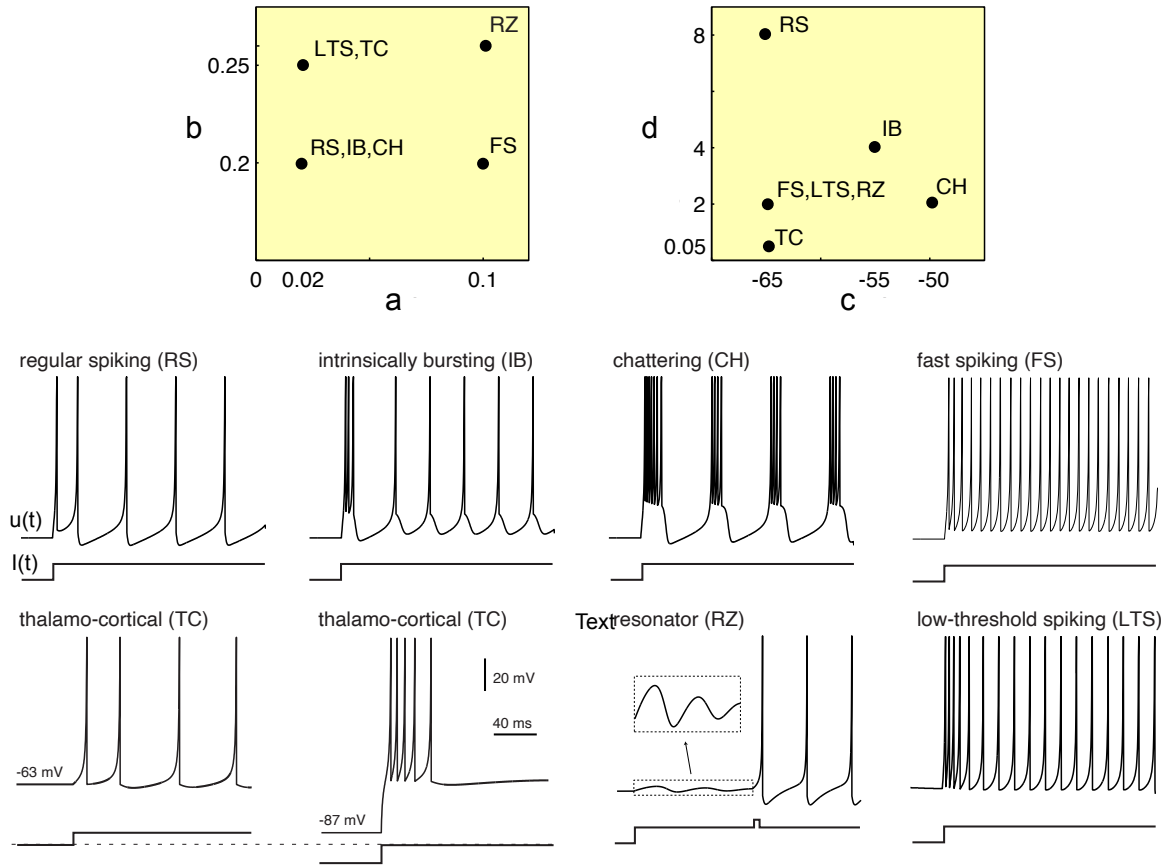 RZ
LTS,TC
0.25
b
RS,IB,CH
FS
0.2
0
0.02
0.1
a
8
RS
d
IB
4
FS,LTS,RZ
CH
2
TC
0.05
-65
-55
-50
c
regular spiking (RS)
intrinsically bursting (IB)
chattering (CH)
fast spiking (FS)
u(t)
I(t)
thalamo-cortical (TC)
thalamo-cortical (TC)
Text
resonator (RZ)
low-threshold spiking (LTS)
20 mV
40 ms
-63 mV
-87 mV